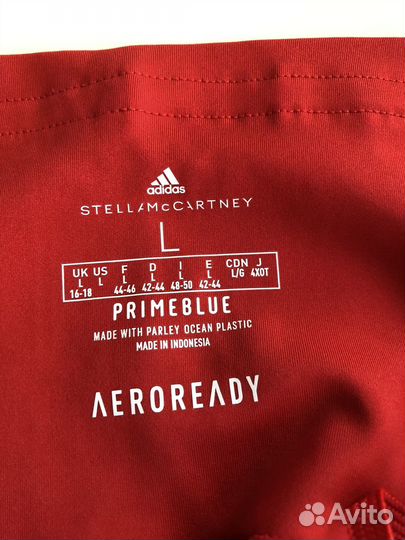 adidas
STELLAMcCARTNEY
L
UK US F D I E CDN J
L L L L L L L/G 4XOT
16-18 44-46 42-44 48-50 42-44
PRIMEBLUE
MADE WITH PARLEY OCEAN PLASTIC
MADE IN INDONESIA
AEROREADY
Avito